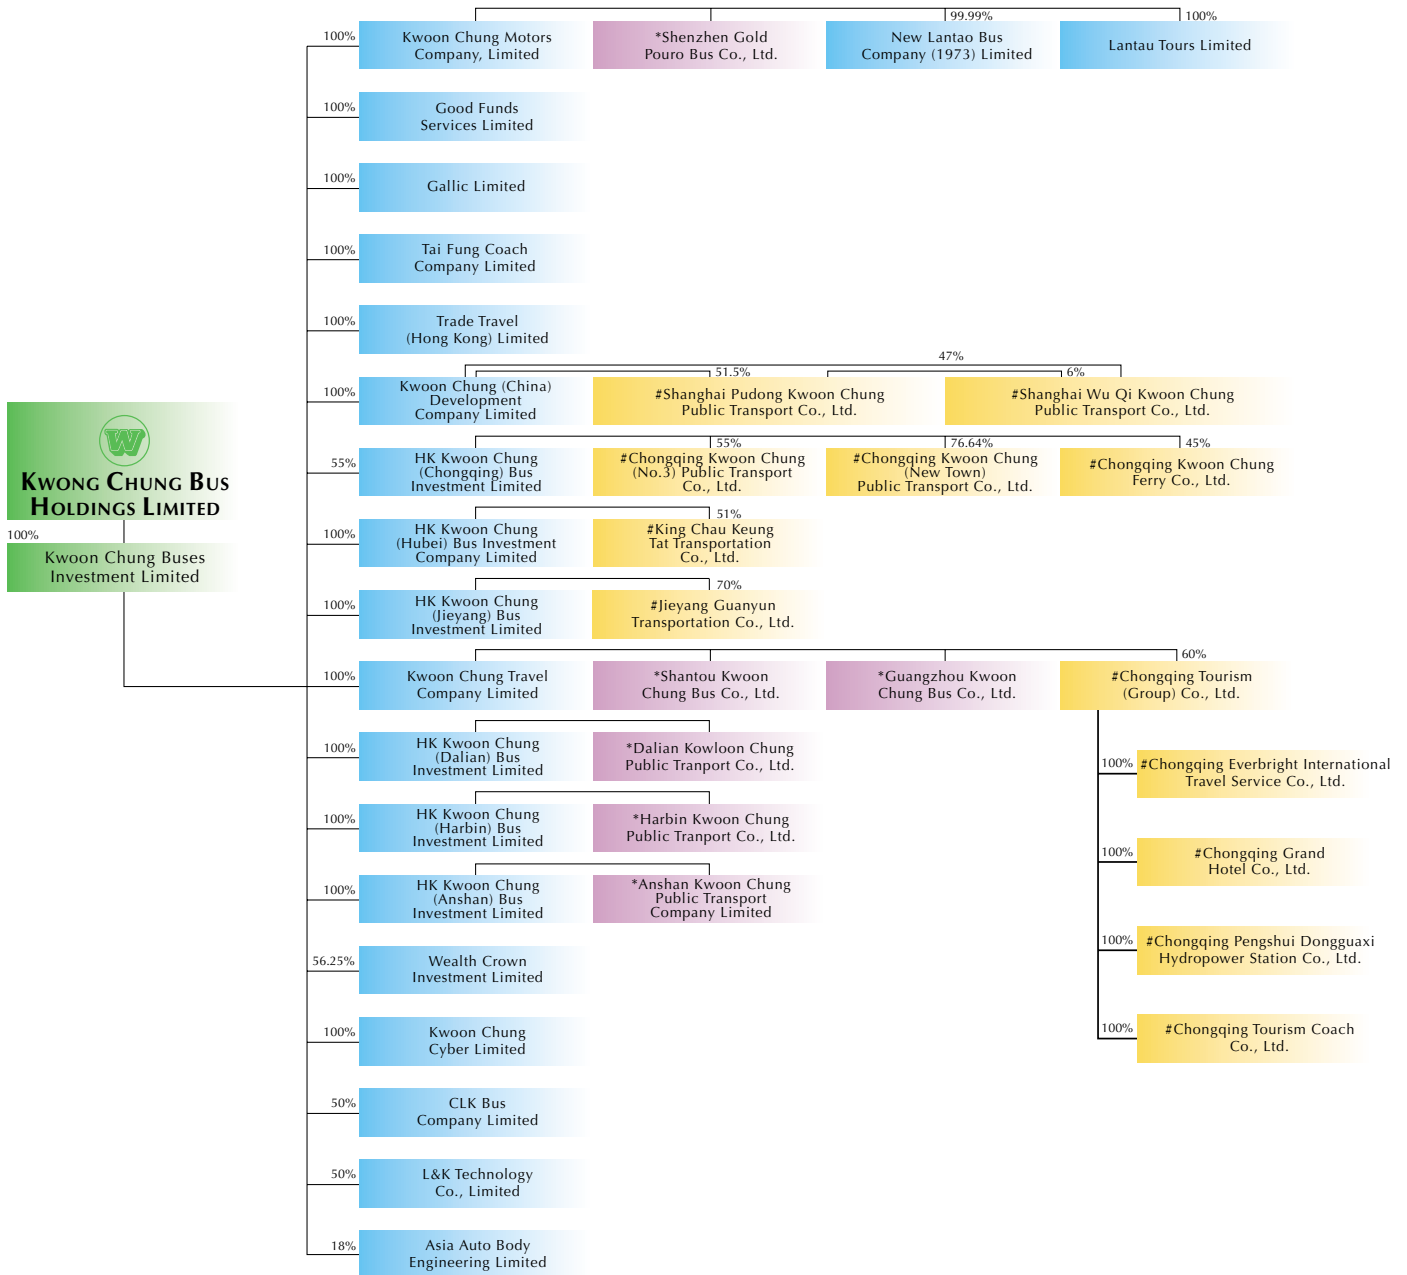 99.99%
100%
100%
Kwoon Chung Motors
Company, Limited
*Shenzhen Gold
Pouro Bus Co., Ltd.
New Lantao Bus
Company (1973) Limited
Lantau Tours Limited
100%
Good Funds
Services Limited
100%
Gallic Limited
100%
Tai Fung Coach
Company Limited
100%
Trade Travel
(Hong Kong) Limited
47%
51.5%
6%
100%
Kwoon Chung (China)
Development
Company Limited
#Shanghai Pudong Kwoon Chung
Public Transport Co., Ltd.
#Shanghai Wu Qi Kwoon Chung
Public Transport Co., Ltd.
W
KWONG CHUNG BUS
HOLDINGS LIMITED
100%
Kwoon Chung Buses
Investment Limited
55%
76.64%
45%
55%
HK Kwoon Chung
(Chongqing) Bus
Investment Limited
#Chongqing Kwoon Chung
(No.3) Public Transport
Co., Ltd.
#Chongqing Kwoon Chung
(New Town)
Public Transport Co., Ltd.
#Chongqing Kwoon Chung
Ferry Co., Ltd.
51%
100%
HK Kwoon Chung
(Hubei) Bus Investment
Company Limited
#King Chau Keung
Tat Transportation
Co., Ltd.
70%
100%
HK Kwoon Chung
(Jieyang) Bus
Investment Limited
#Jieyang Guanyun
Transportation Co., Ltd.
60%
100%
Kwoon Chung Travel
Company Limited
*Shantou Kwoon
Chung Bus Co., Ltd.
*Guangzhou Kwoon
Chung Bus Co., Ltd.
#Chongqing Tourism
(Group) Co., Ltd.
100%
HK Kwoon Chung
(Dalian) Bus
Investment Limited
*Dalian Kowloon Chung
Public Tranport Co., Ltd.
100%
#Chongqing Everbright International
Travel Service Co., Ltd.
100%
HK Kwoon Chung
(Harbin) Bus
Investment Limited
*Harbin Kwoon Chung
Public Tranport Co., Ltd.
100%
#Chongqing Grand
Hotel Co., Ltd.
100%
HK Kwoon Chung
(Anshan) Bus
Investment Limited
*Anshan Kwoon Chung
Public Transport
Company Limited
100%
#Chongqing Pengshui Dongguaxi
Hydropower Station Co., Ltd.
56.25%
Wealth Crown
Investment Limited
100%
#Chongqing Tourism Coach
Co., Ltd.
100%
Kwoon Chung
Cyber Limited
50%
CLK Bus
Company Limited
50%
L&K Technology
Co., Limited
18%
Asia Auto Body
Engineering Limited